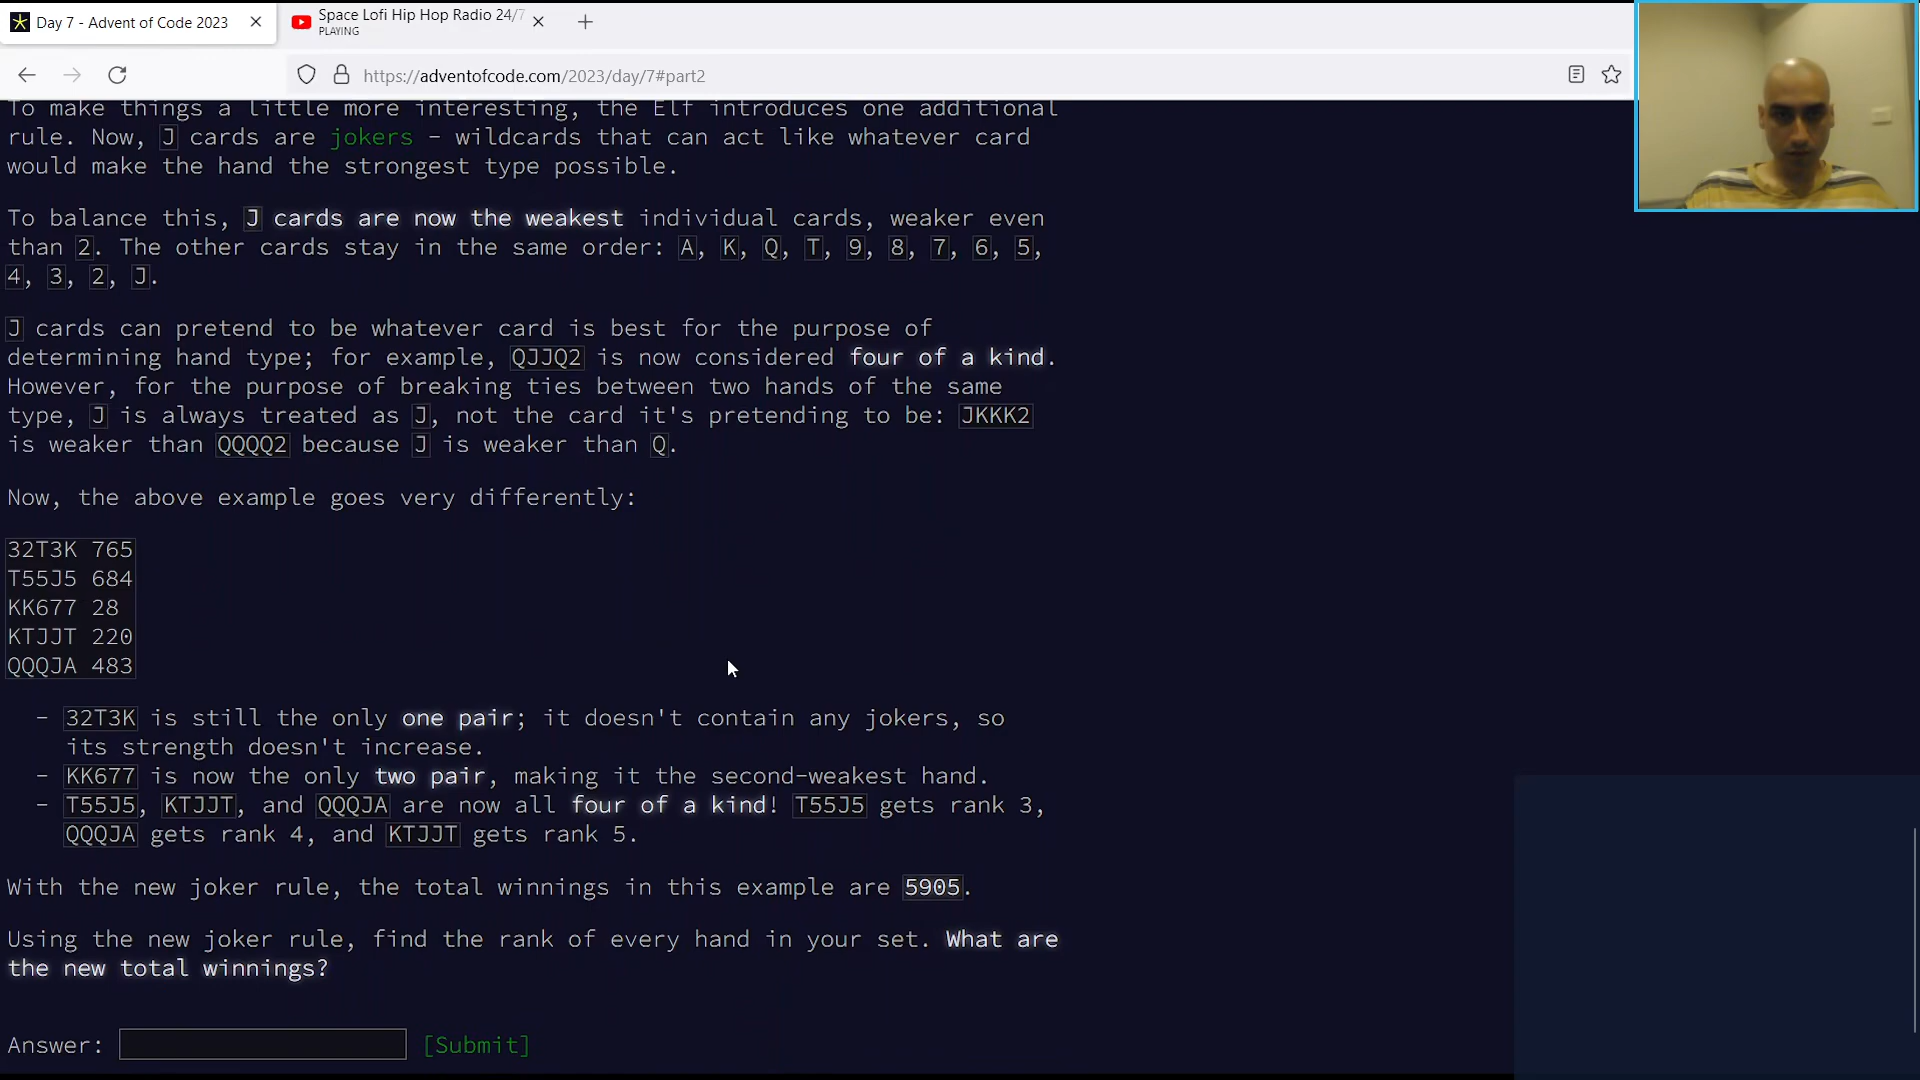 Day 7 - Advent of Code 2023
Space Lofi Hip Hop Radio 24/7
PLAYING
https://adventofcode.com/2023/day/7#part2
To make things a little more interesting, the Elf introduces one additional
rule. Now, J cards are jokers - wildcards that can act like whatever card
would make the hand the strongest type possible.
To balance this, J cards are now the weakest individual cards, weaker even
than 2. The other cards stay in the same order: A, K, Q, T, 9, 8, 7, 6, 5,
4, 3, 2, J.
J cards can pretend to be whatever card is best for the purpose of
determining hand type; for example, QJJQ2 is now considered four of a kind.
However, for the purpose of breaking ties between two hands of the same
type, J is always treated as J, not the card it's pretending to be: JKKK2
is weaker than QQQQ2 because J is weaker than Q.
Now, the above example goes very differently:
32T3K 765
T55J5 684
KK677 28
KTJJT 220
QQQJA 483
- 32T3K is still the only one pair; it doesn't contain any jokers, so
its strength doesn't increase.
- KK677 is now the only two pair, making it the second-weakest hand.
- T55J5, KTJJT, and QQQJA are now all four of a kind! T55J5 gets rank 3,
QQQJA gets rank 4, and KTJJT gets rank 5.
With the new joker rule, the total winnings in this example are 5905.
Using the new joker rule, find the rank of every hand in your set. What are
the new total winnings?
Answer: [Submit]